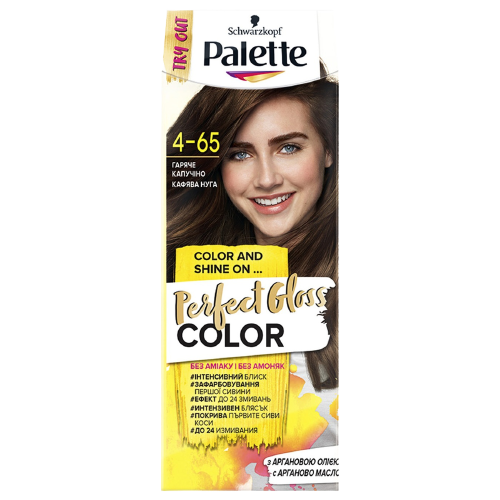 TRY OUT
Schwarzkopf
Palette
4-65
ГАРЯЧЕ
КАПУЧІНО
КАФЯВА НУГА
COLOR AND
SHINE ON ...
Perfect Gloss
COLOR
БЕЗ АМІАКУ І БЕЗ АМОНЯК
#ІНТЕНСИВНИЙ БЛИСК
#ЗАФАРБОВУВАННЯ
ПЕРШОЇ СИВИНИ
#ЕФЕКТ ДО 24 ЗМИВАНЬ
#ИНТЕНЗИВЕН БЛЯСЪК
#ПОКРИВА ПЪРВИТЕ СИВИ
КОСИ
#ДО 24 ИЗМИВАНИЯ
з АРГАНОВОЮ ОЛІЄЮ
с АРГАНОВО МАСЛО